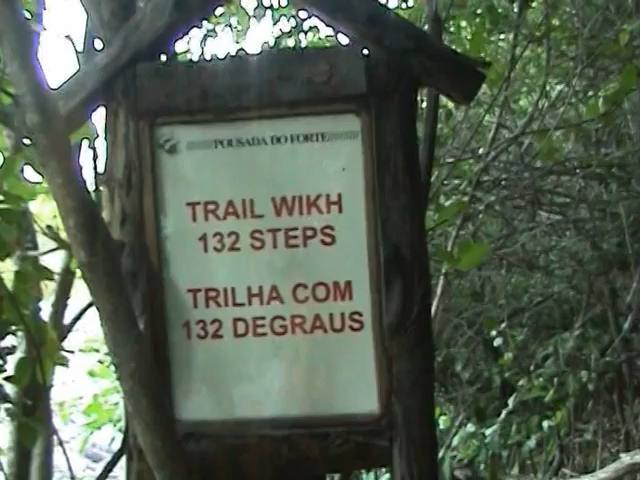 POUSADA DO FORTE
TRAIL WIKH
132 STEPS
TRILHA COM
132 DEGRAUS